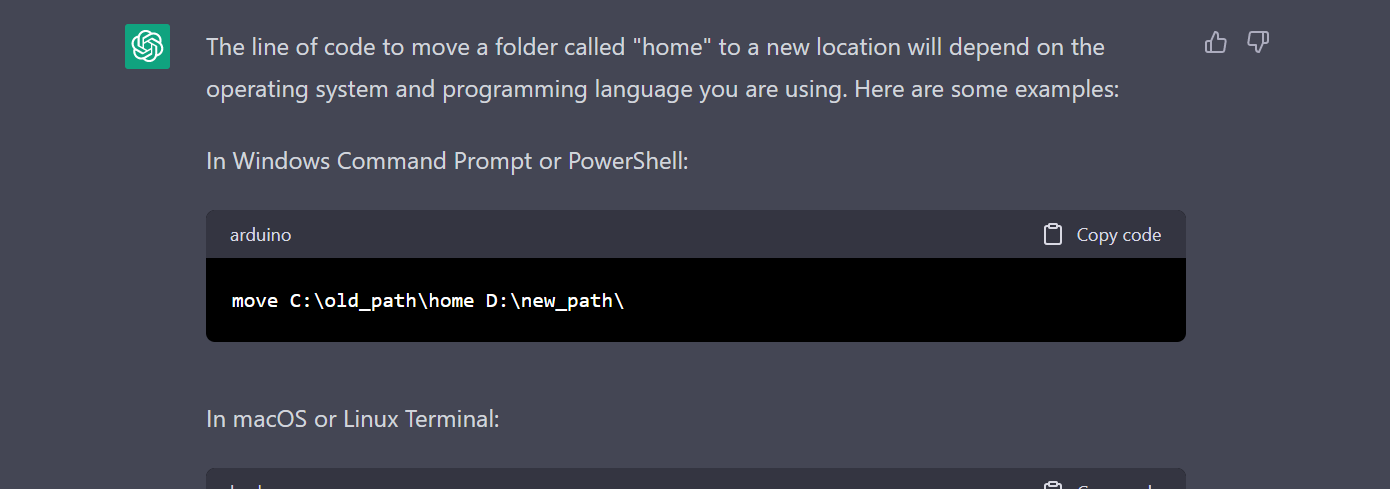 The line of code to move a folder called "home" to a new location will depend on the
operating system and programming language you are using. Here are some examples:
In Windows Command Prompt or PowerShell:
arduino Copy code
move C:\old_path\home D:\new_path\
In macOS or Linux Terminal: